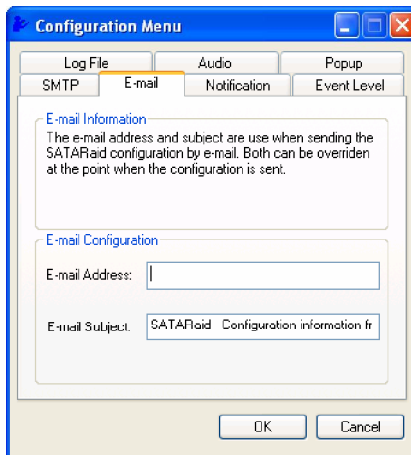 Configuration Menu
Log File Audio Popup
SMTP E-mail Notification Event Level
E-mail Information
The e-mail address and subject are use when sending the
SATARaid configuration by e-mail. Both can be overriden
at the point when the configuration is sent.
E-mail Configuration
E-mail Address:
E-mail Subject: SATARaid Configuration information fr
OK Cancel